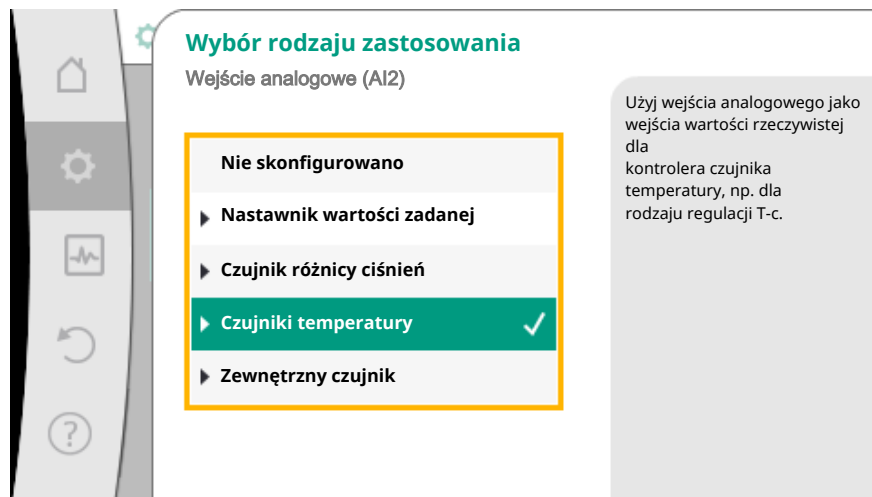 Wybór rodzaju zastosowania
Wejście analogowe (AI2)
Nie skonfigurowano
Nastawnik wartości zadanej
Czujnik różnicy ciśnień
Czujniki temperatury
Zewnętrzny czujnik
Użyj wejścia analogowego jako
wejścia wartości rzeczywistej
dla
kontrolera czujnika
temperatury, np. dla
rodzaju regulacji T-c.
?